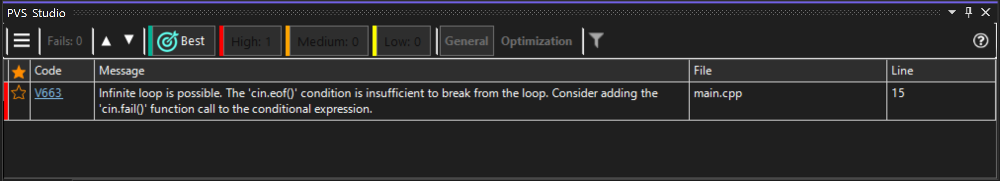 PVS-Studio
Fails: 0 Best High: 1 Medium: 0 Low: 0 General Optimization
Code Message File Line
V663 Infinite loop is possible. The 'cin.eof()' condition is insufficient to break from the loop. Consider adding the main.cpp 15
'cin.fail()' function call to the conditional expression.